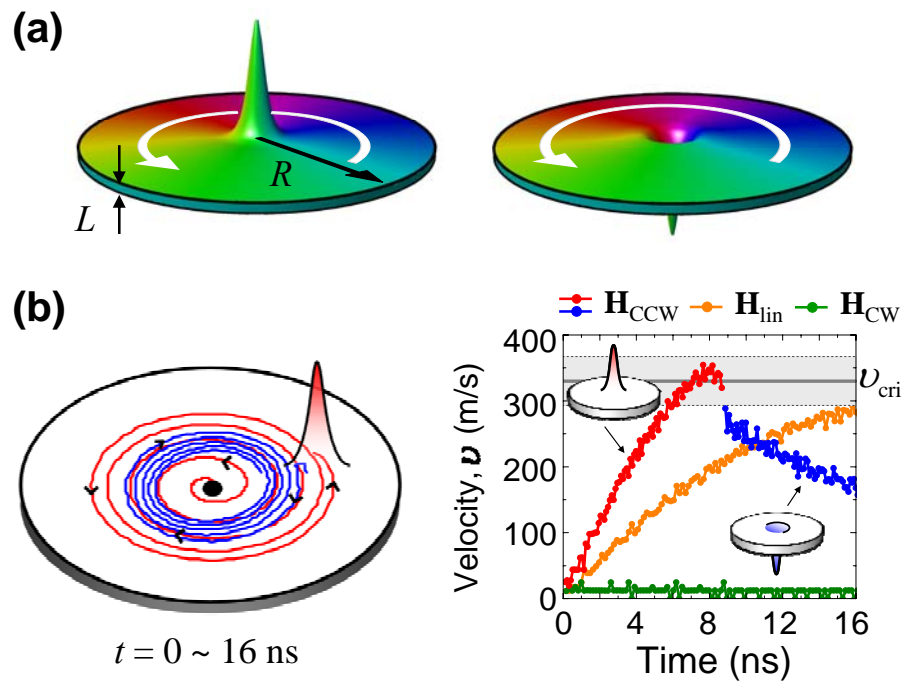 (a)
R
L
(b)
H_CCW H_lin H_CW
400
300
200
100
0
Velocity, υ (m/s)
υ_cri
0 4 8 12 16
Time (ns)
t = 0 ~ 16 ns